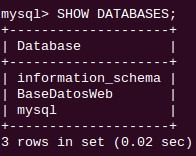 mysql> SHOW DATABASES;
+--------------------+
| Database           |
+--------------------+
| information_schema |
| BaseDatosWeb       |
| mysql              |
+--------------------+
3 rows in set (0.02 sec)